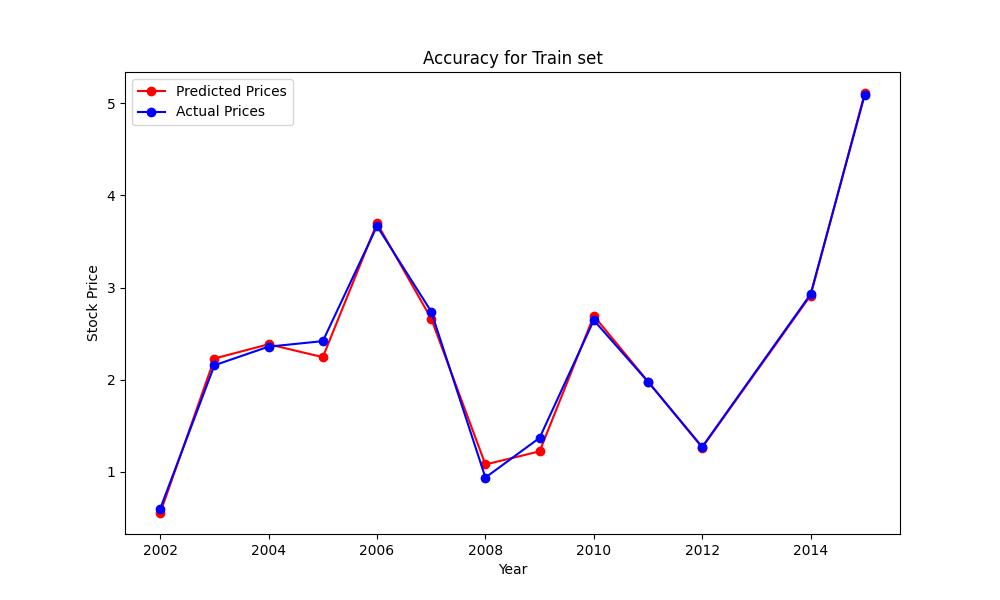 Accuracy for Train set
Predicted Prices
Actual Prices
5
4
3
2
1
Stock Price
2002 2004 2006 2008 2010 2012 2014
Year